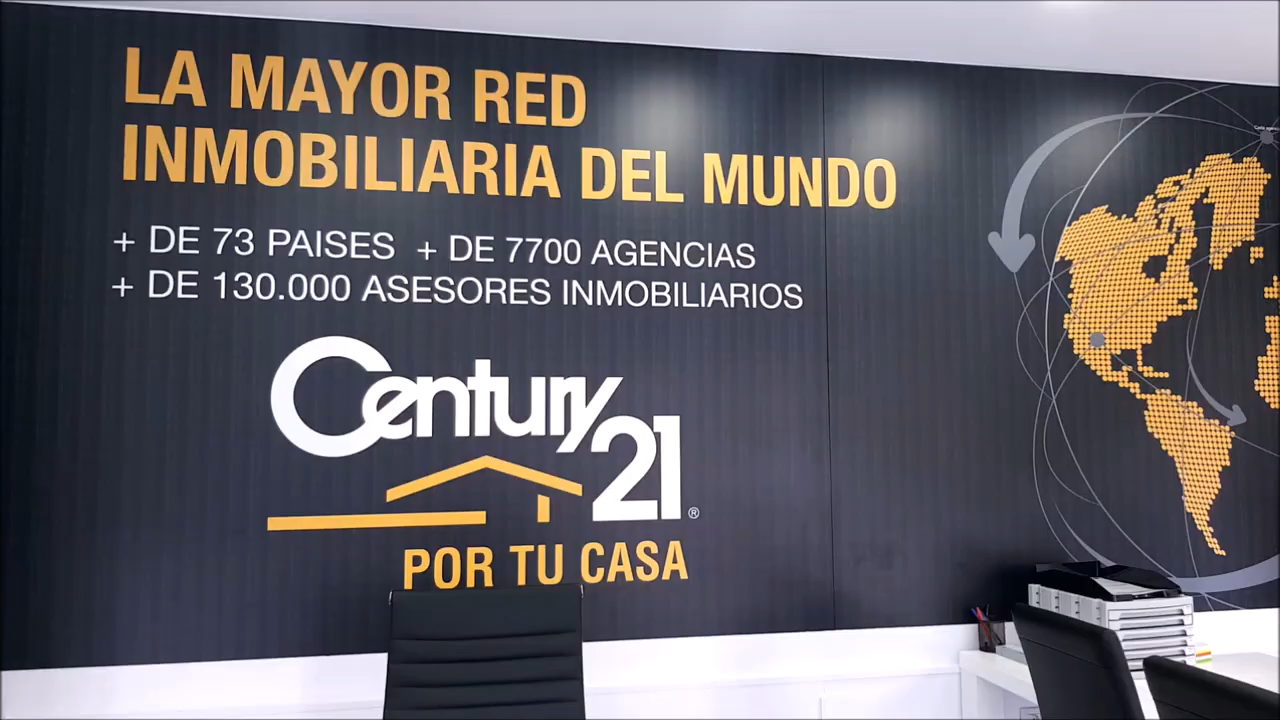 LA MAYOR RED
INMOBILIARIA DEL MUNDO
+ DE 73 PAISES + DE 7700 AGENCIAS
+ DE 130.000 ASESORES INMOBILIARIOS
Century
21®
POR TU CASA